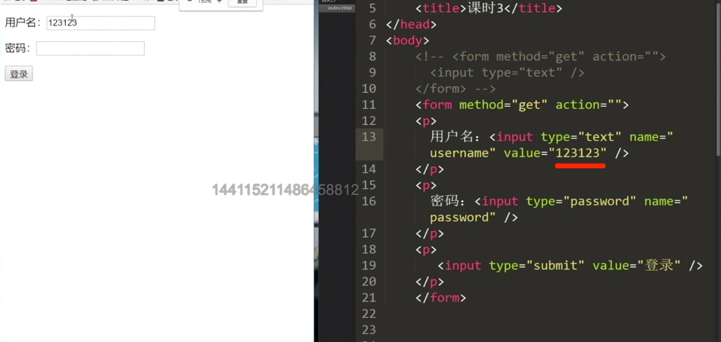 用户名：123123
密码：
登录
144115211486458812
5 <title>课时3</title>
6 </head>
7 <body>
8 <!-- <form method="get" action="">
9 <input type="text" />
10 </form> -->
11 <form method="get" action="">
12 <p>
13 用户名：<input type="text" name="
username" value="123123" />
14 </p>
15 <p>
16 密码：<input type="password" name="
password" />
17 </p>
18 <p>
19 <input type="submit" value="登录" />
20 </p>
21 </form>
22
23